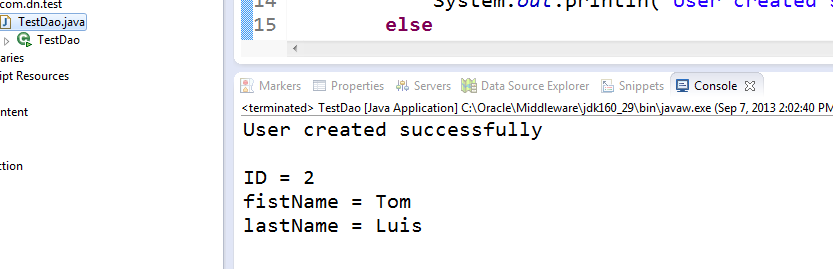 com.dn.test
TestDao.java
TestDao
aries
ipt Resources
ntent
ction
14 System.out.println("User created s
15 else
Markers Properties Servers Data Source Explorer Snippets Console
<terminated> TestDao [Java Application] C:\Oracle\Middleware\jdk160_29\bin\javaw.exe (Sep 7, 2013 2:02:40 PM
User created successfully
ID = 2
fistName = Tom
lastName = Luis